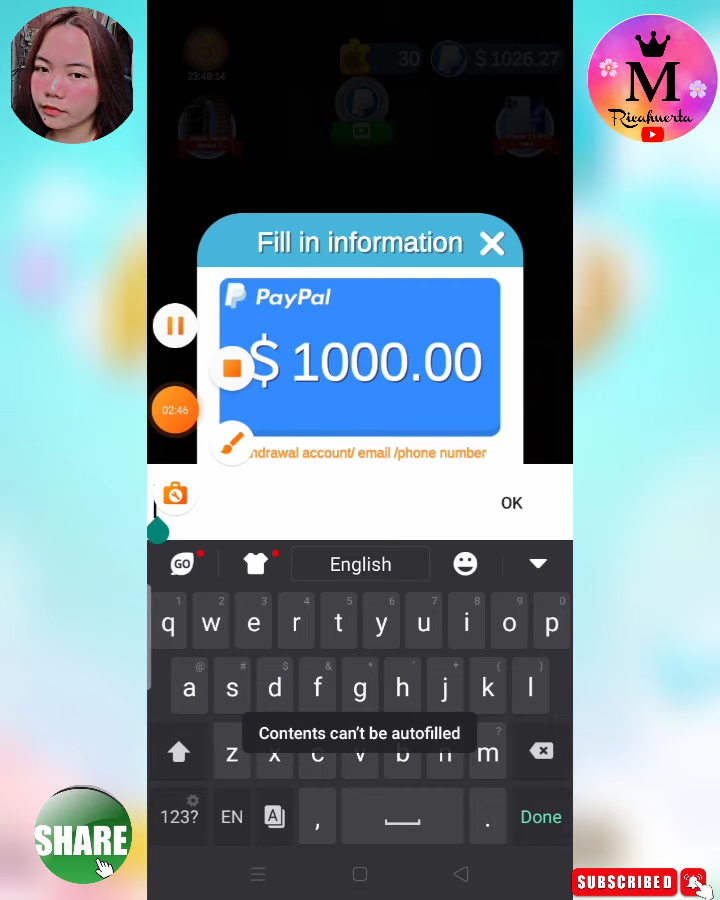 23:49:14
30
$ 1026.27
M
Ricahuerta
Fill in information
PayPal
$ 1000.00
02:46
hdrawal account/ email /phone number
OK
GO
English
1 2 3 4 5 6 7 8 9 0
q w e r t y u i o p
@ # $ & * ' + ( )
a s d f g h j k l
?
z x c v b n m
Contents can't be autofilled
123? EN A , . Done
SHARE
SUBSCRIBED